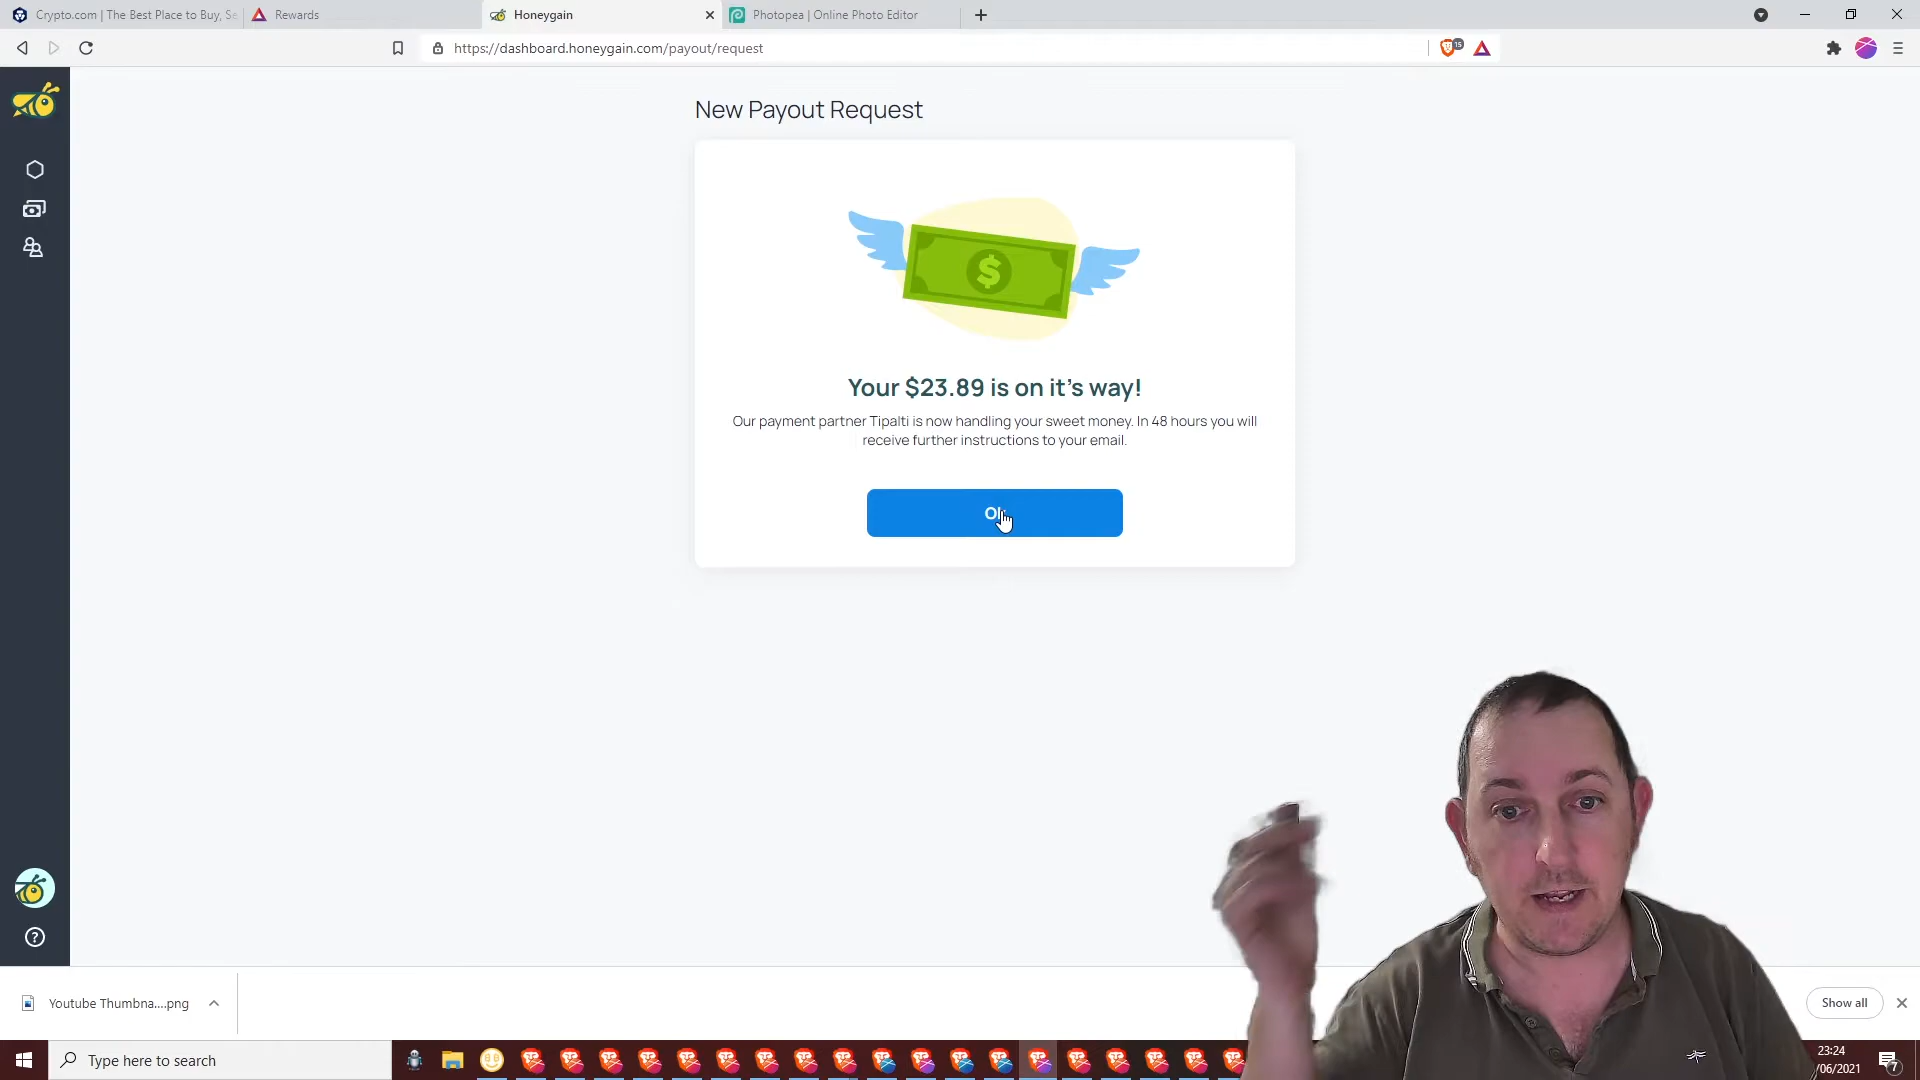 Crypto.com | The Best Place to Buy, Se
Rewards
Honeygain
Photopea | Online Photo Editor
https://dashboard.honeygain.com/payout/request
15
New Payout Request
$
Your $23.89 is on it's way!
Our payment partner Tipalti is now handling your sweet money. In 48 hours you will
receive further instructions to your email.
Youtube Thumbna....png
Show all
Type here to search
23:24
/06/2021
7